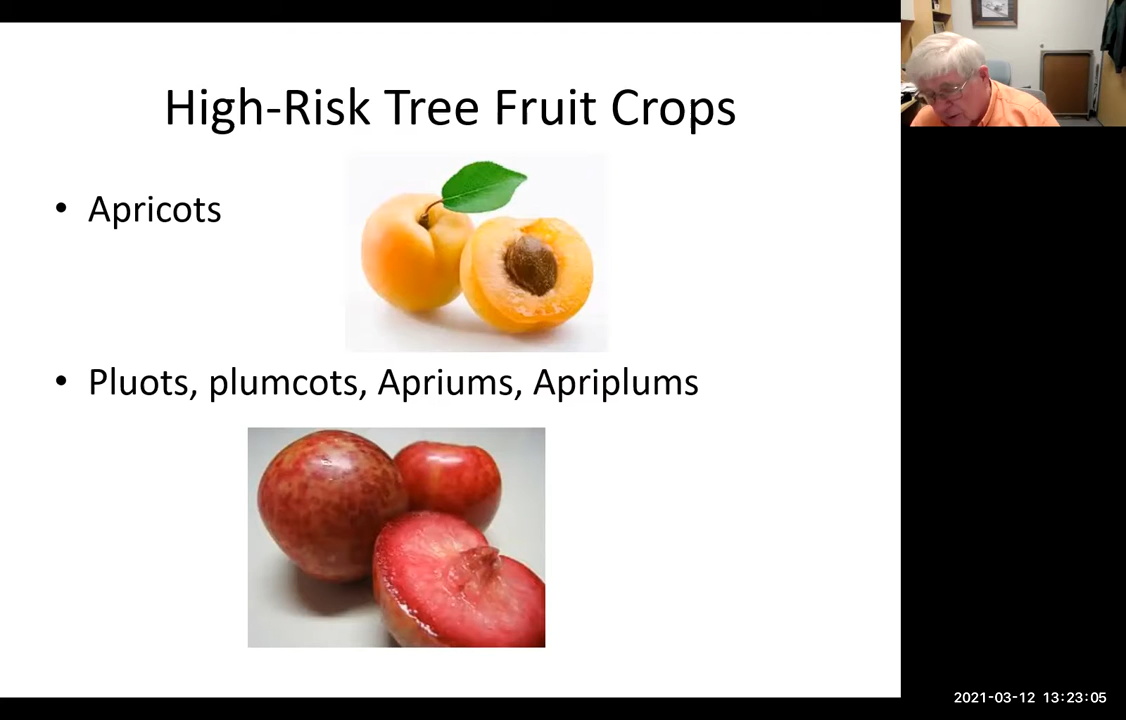 High-Risk Tree Fruit Crops
• Apricots
• Pluots, plumcots, Apriums, Apriplums
2021-03-12 13:23:05